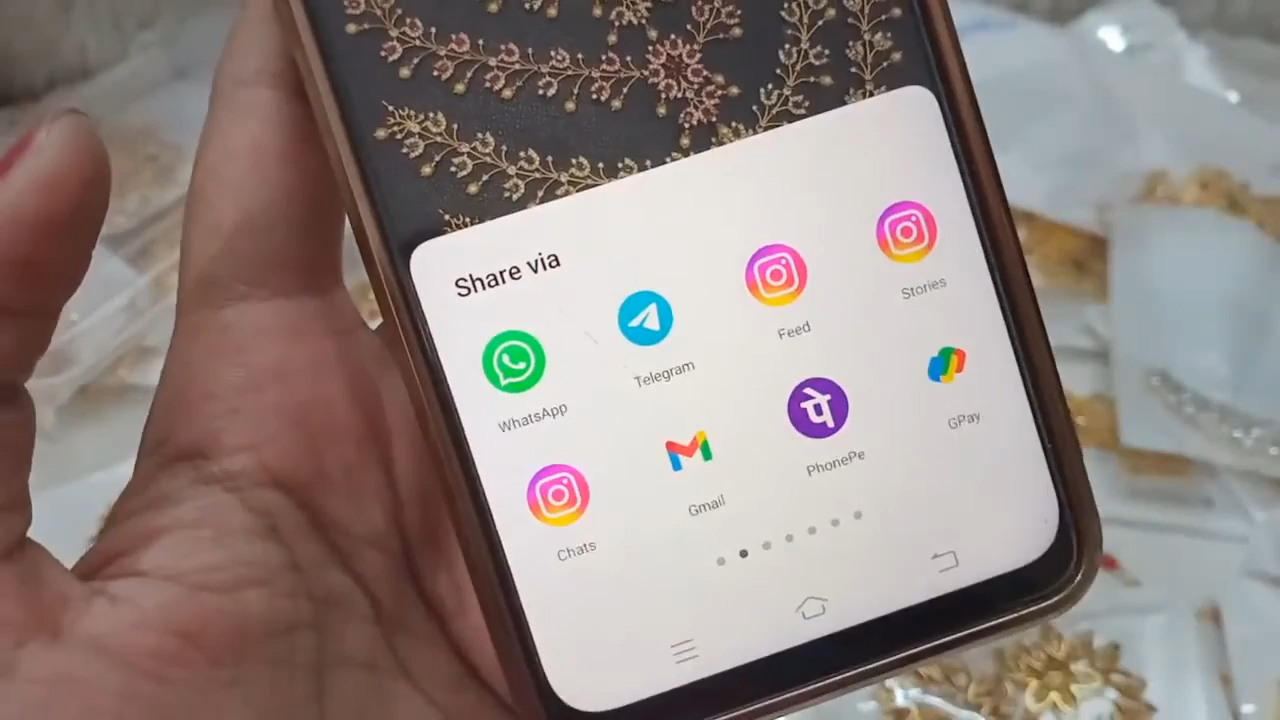 Share via
WhatsApp
Telegram
Feed
Stories
Chats
Gmail
पे
PhonePe
GPay